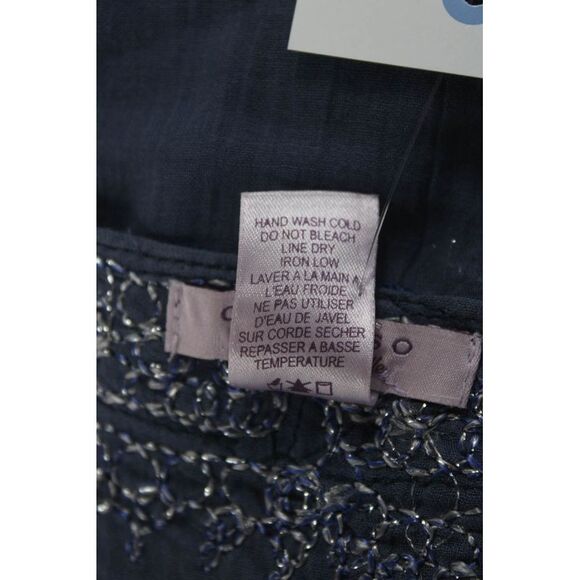 HAND WASH COLD
DO NOT BLEACH
LINE DRY
IRON LOW
LAVER A LA MAIN A
L'EAU FROIDE
NE PAS UTILISER
D'EAU DE JAVEL
SUR CORDE SECHER
REPASSER A BASSE
TEMPERATURE